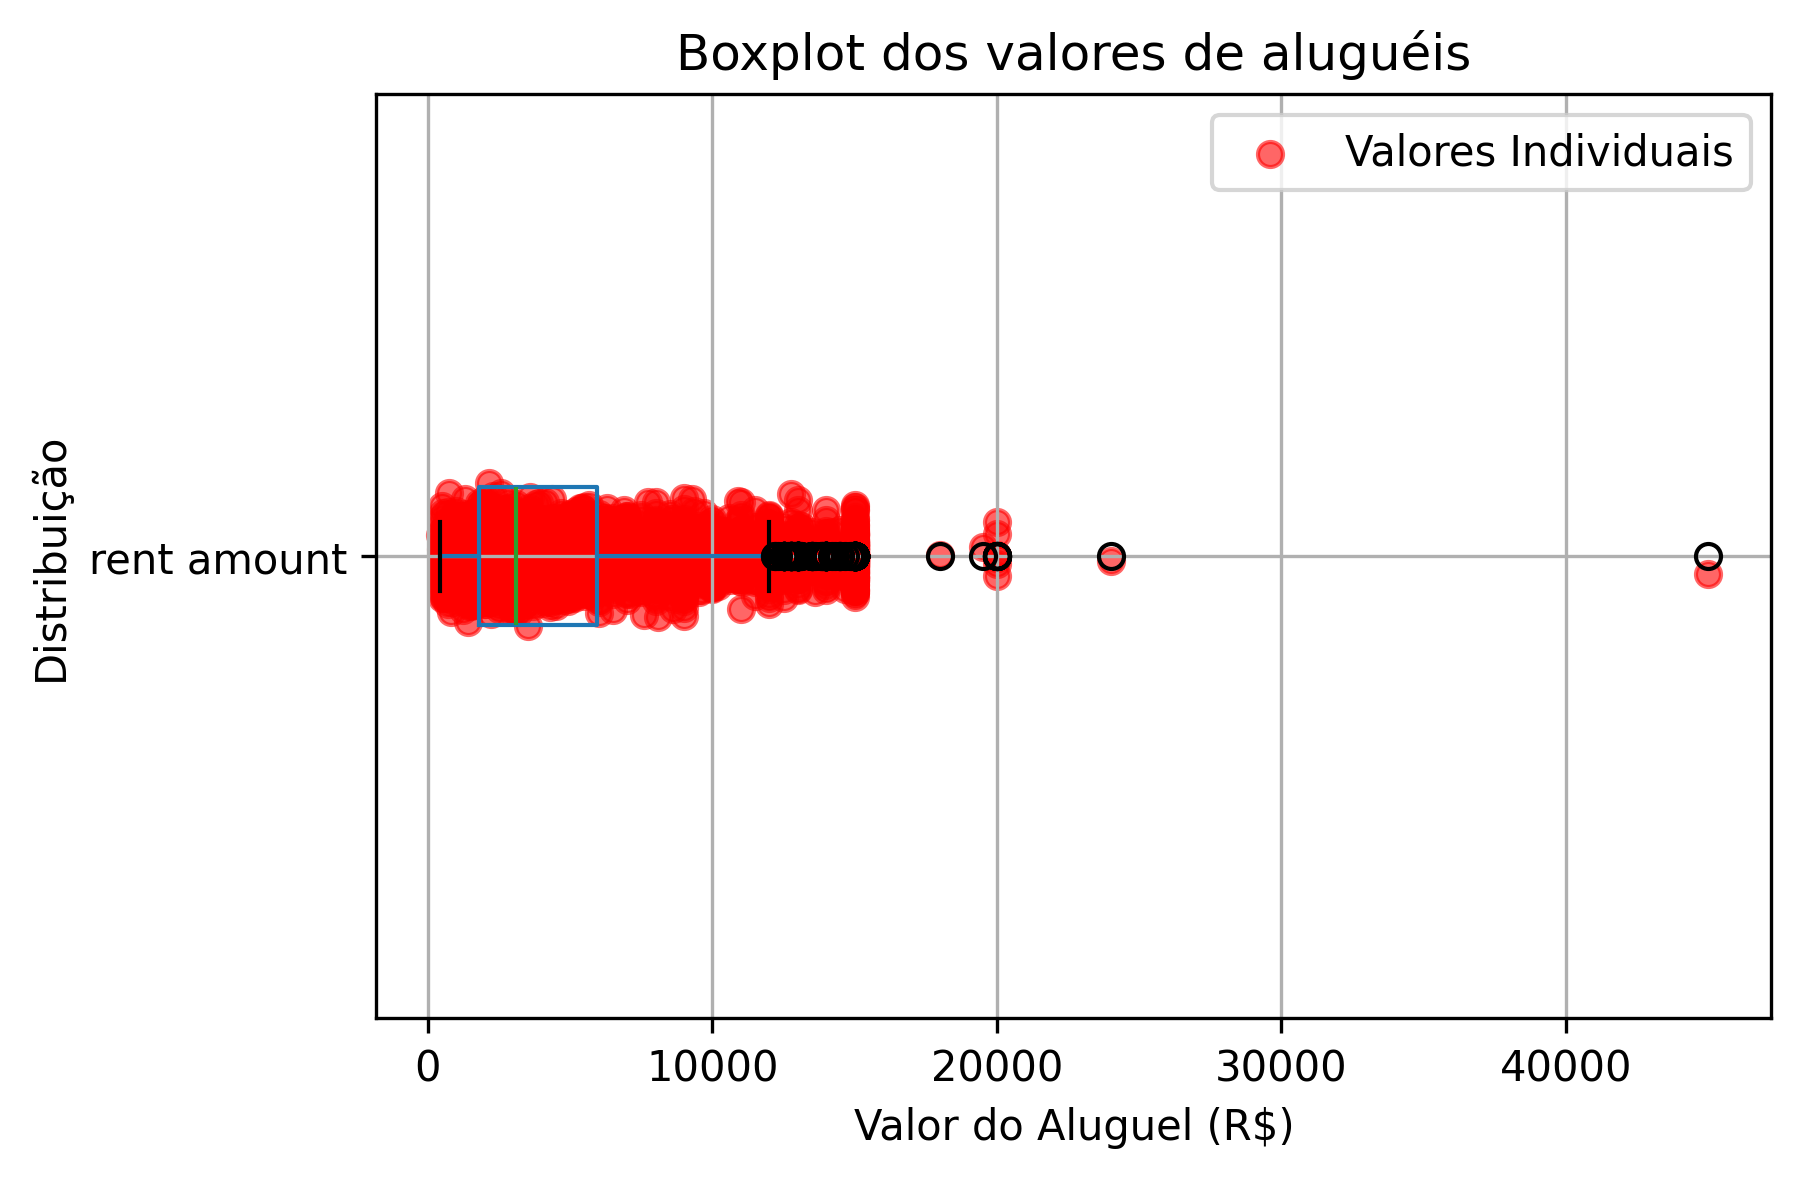 Boxplot dos valores de aluguéis
Valores Individuais
Distribuição
rent amount
0 10000 20000 30000 40000
Valor do Aluguel (R$)